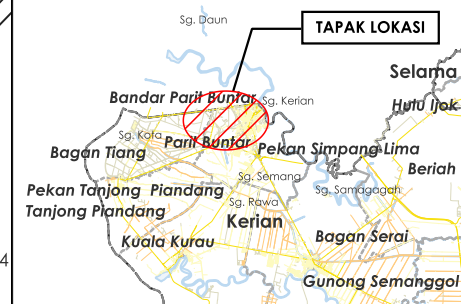 Sg. Daun
TAPAK LOKASI
Selama
Bandar Parit Buntar
Sg. Kerian
Hulu Ijok
Sg. Kota
Parit Buntar
Pekan Simpang Lima
Bagan Tiang
Beriah
Sg. Semang
Pekan Tanjong Piandang
Sg. Samagagah
Sg. Rawa
Tanjong Piandang
Kerian
Kuala Kurau
Bagan Serai
4
Gunong Semanggol